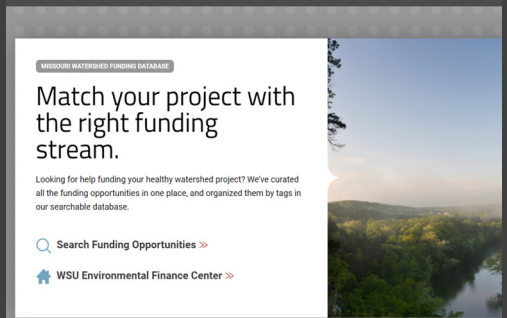 MISSOURI WATERSHED FUNDING DATABASE
Match your project with
the right funding
stream.
Looking for help funding your healthy watershed project? We've curated
all the funding opportunities in one place, and organized them by tags in
our searchable database.
Search Funding Opportunities >>
WSU Environmental Finance Center >>